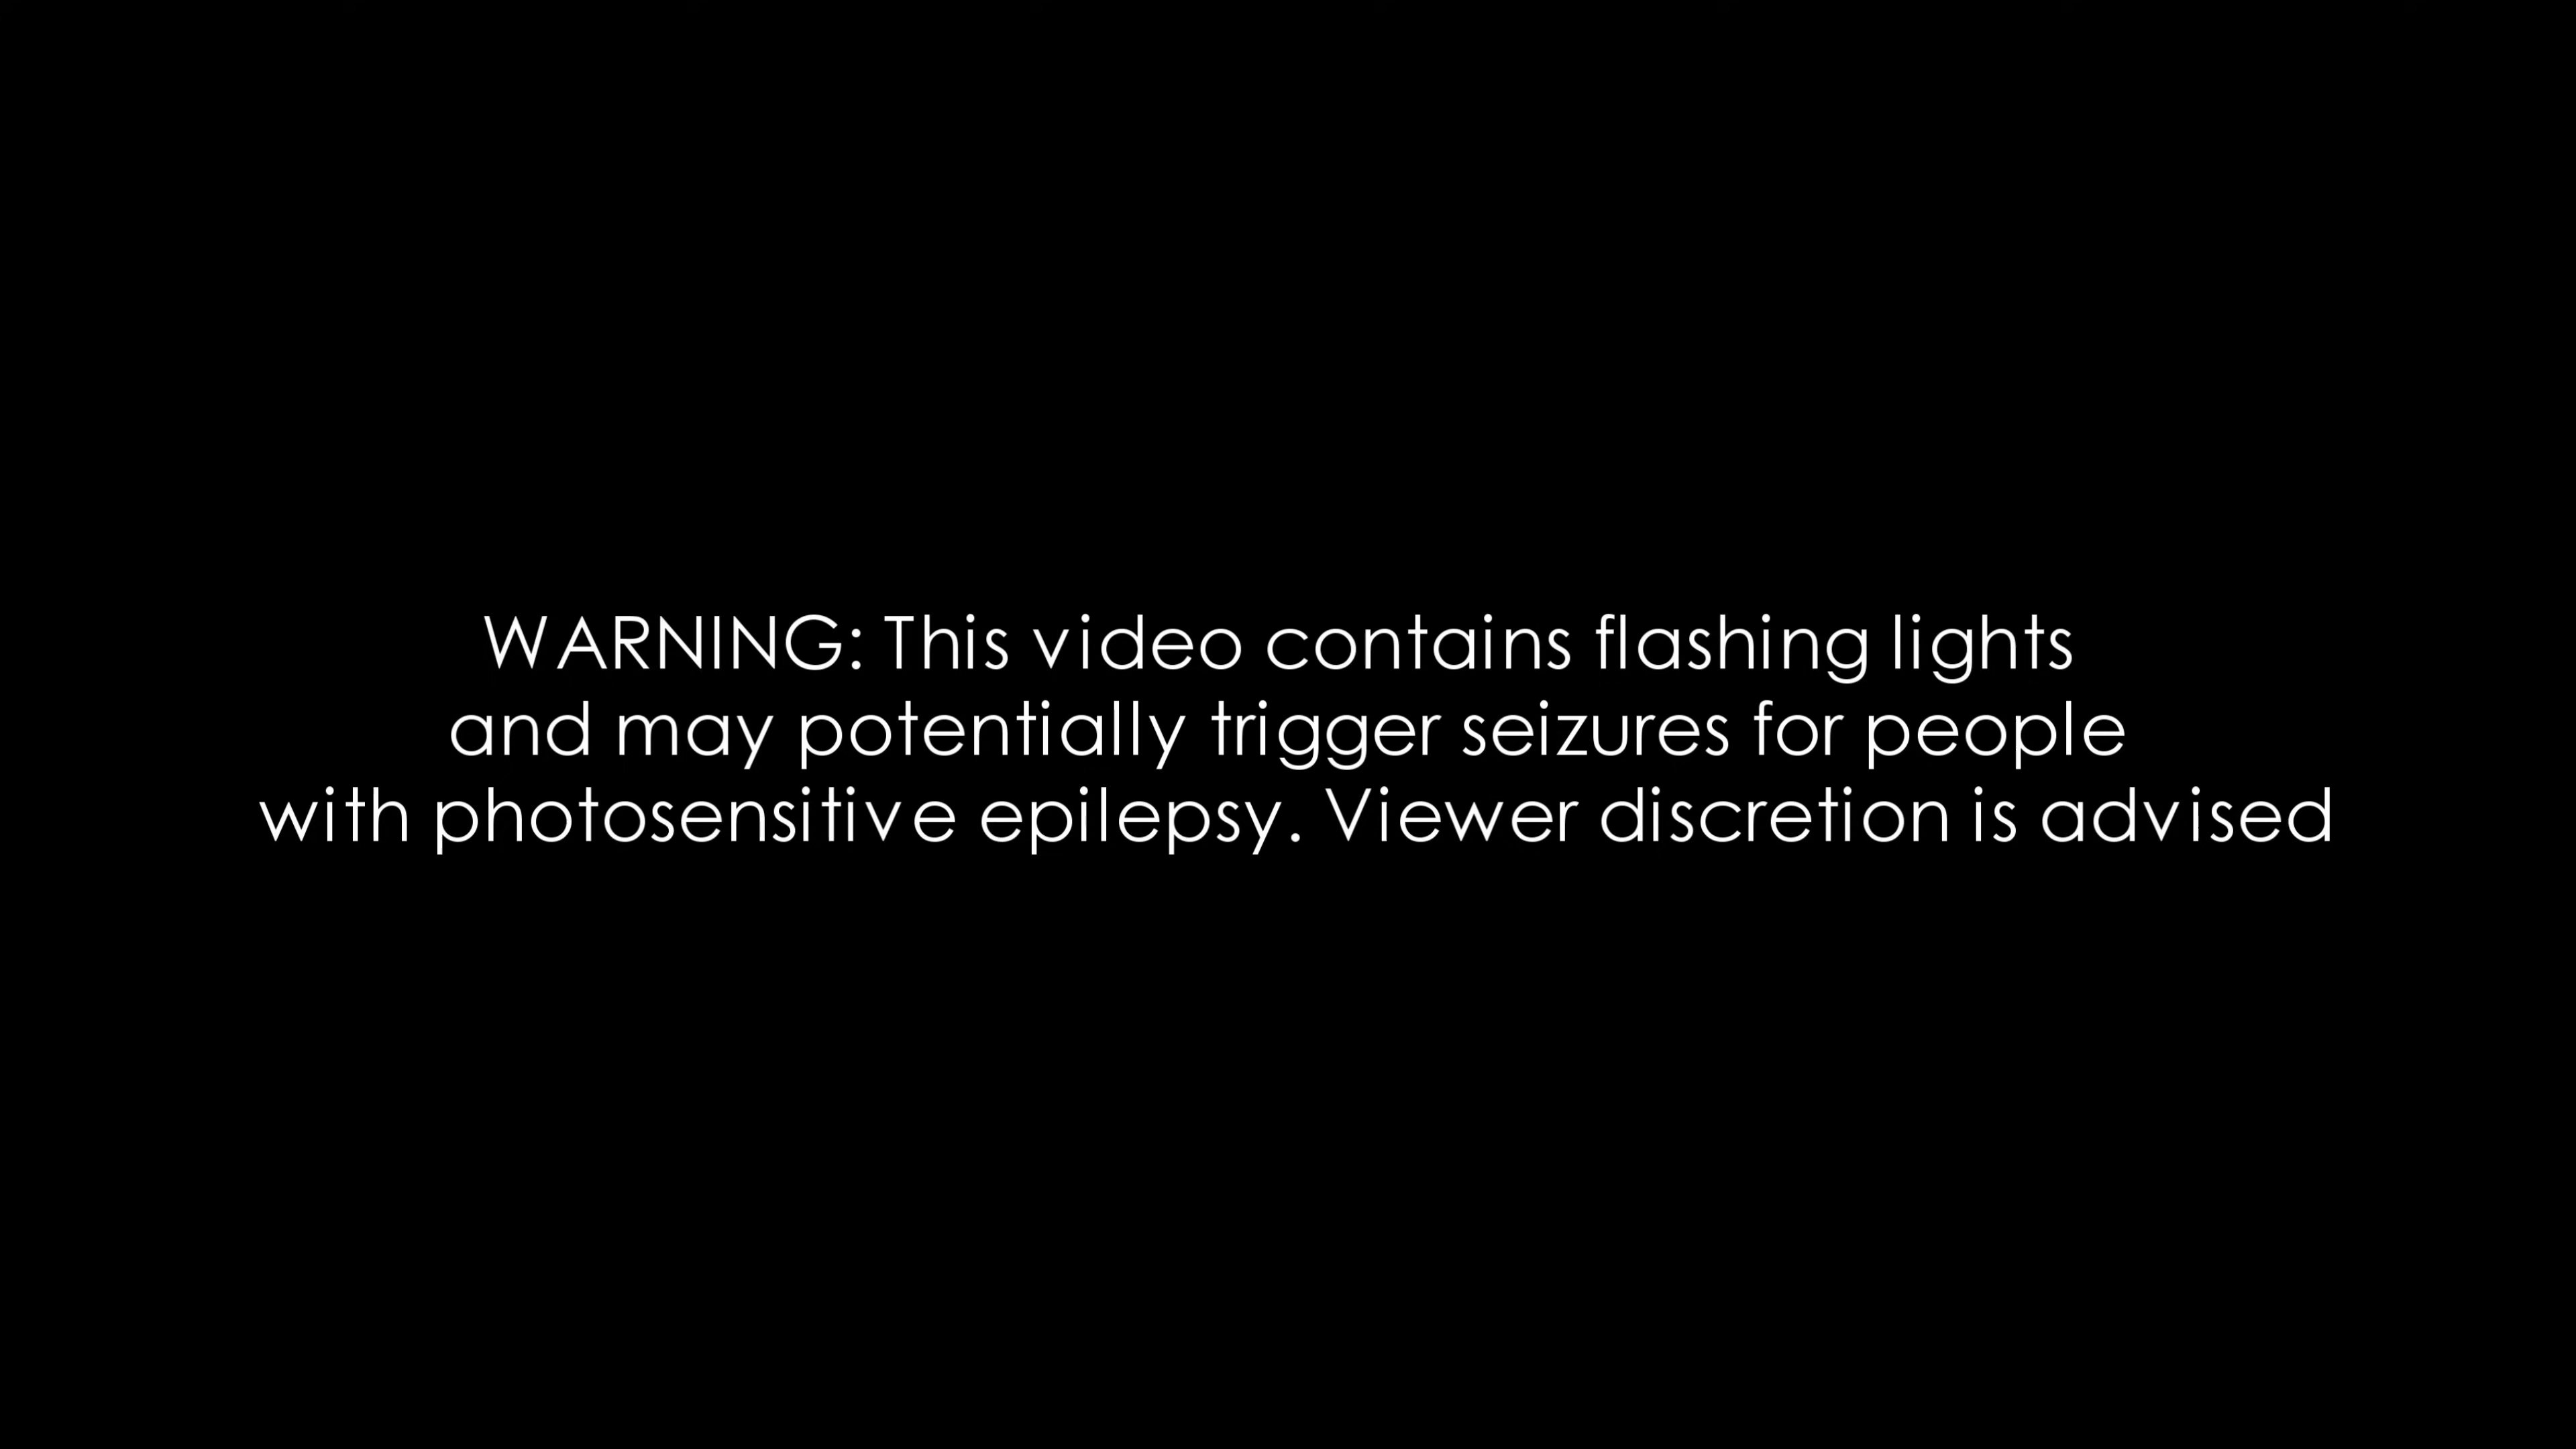 WARNING: This video contains flashing lights
and may potentially trigger seizures for people
with photosensitive epilepsy. Viewer discretion is advised